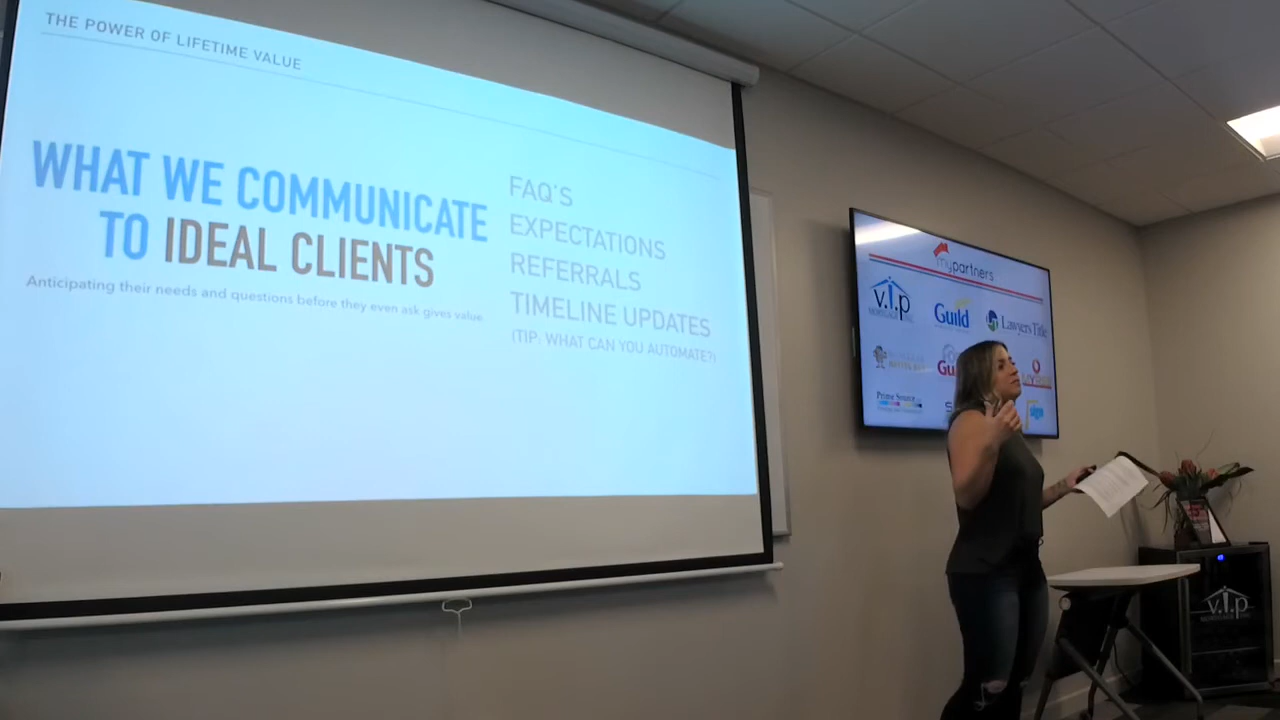 THE POWER OF LIFETIME VALUE
WHAT WE COMMUNICATE
TO IDEAL CLIENTS
Anticipating their needs and questions before they even ask gives value.
FAQ'S
EXPECTATIONS
REFERRALS
TIMELINE UPDATES
(TIP: WHAT CAN YOU AUTOMATE?)
mypartners
v.i.p
MORTGAGE
Guild
Lawyers Title
Prime Source
v.i.p
MORTGAGE